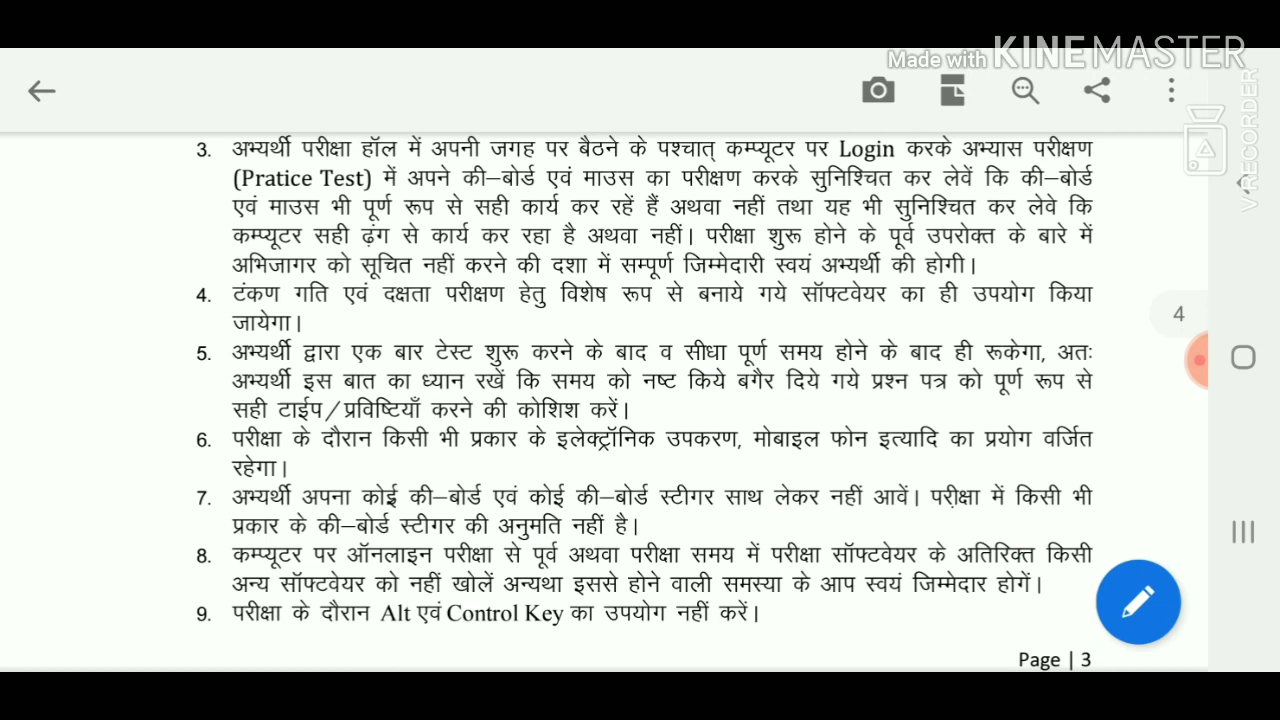 Made with KINEMASTER
VRECORDER
3. अभ्यर्थी परीक्षा हॉल में अपनी जगह पर बैठने के पश्चात् कम्प्यूटर पर Login करके अभ्यास परीक्षण
(Pratice Test) में अपने की–बोर्ड एवं माउस का परीक्षण करके सुनिश्चित कर लेवें कि की–बोर्ड
एवं माउस भी पूर्ण रूप से सही कार्य कर रहें हैं अथवा नहीं तथा यह भी सुनिश्चित कर लेवे कि
कम्प्यूटर सही ढ़ंग से कार्य कर रहा है अथवा नहीं। परीक्षा शुरू होने के पूर्व उपरोक्त के बारे में
अभिजागर को सूचित नहीं करने की दशा में सम्पूर्ण जिम्मेदारी स्वयं अभ्यर्थी की होगी।
4. टंकण गति एवं दक्षता परीक्षण हेतु विशेष रूप से बनाये गये सॉफ्टवेयर का ही उपयोग किया
जायेगा।
4
5. अभ्यर्थी द्वारा एक बार टेस्ट शुरू करने के बाद व सीधा पूर्ण समय होने के बाद ही रूकेगा, अतः
अभ्यर्थी इस बात का ध्यान रखें कि समय को नष्ट किये बगैर दिये गये प्रश्न पत्र को पूर्ण रूप से
सही टाईप/प्रविष्टियाँ करने की कोशिश करें।
6. परीक्षा के दौरान किसी भी प्रकार के इलेक्ट्रॉनिक उपकरण, मोबाइल फोन इत्यादि का प्रयोग वर्जित
रहेगा।
7. अभ्यर्थी अपना कोई की–बोर्ड एवं कोई की–बोर्ड स्टीगर साथ लेकर नहीं आवें। परी़क्षा में किसी भी
प्रकार के की–बोर्ड स्टीगर की अनुमति नहीं है।
8. कम्प्यूटर पर ऑनलाइन परीक्षा से पूर्व अथवा परीक्षा समय में परीक्षा सॉफ्टवेयर के अतिरिक्त किसी
अन्य सॉफ्टवेयर को नहीं खोलें अन्यथा इससे होने वाली समस्या के आप स्वयं जिम्मेदार होगें।
9. परीक्षा के दौरान Alt एवं Control Key का उपयोग नहीं करें।
Page | 3